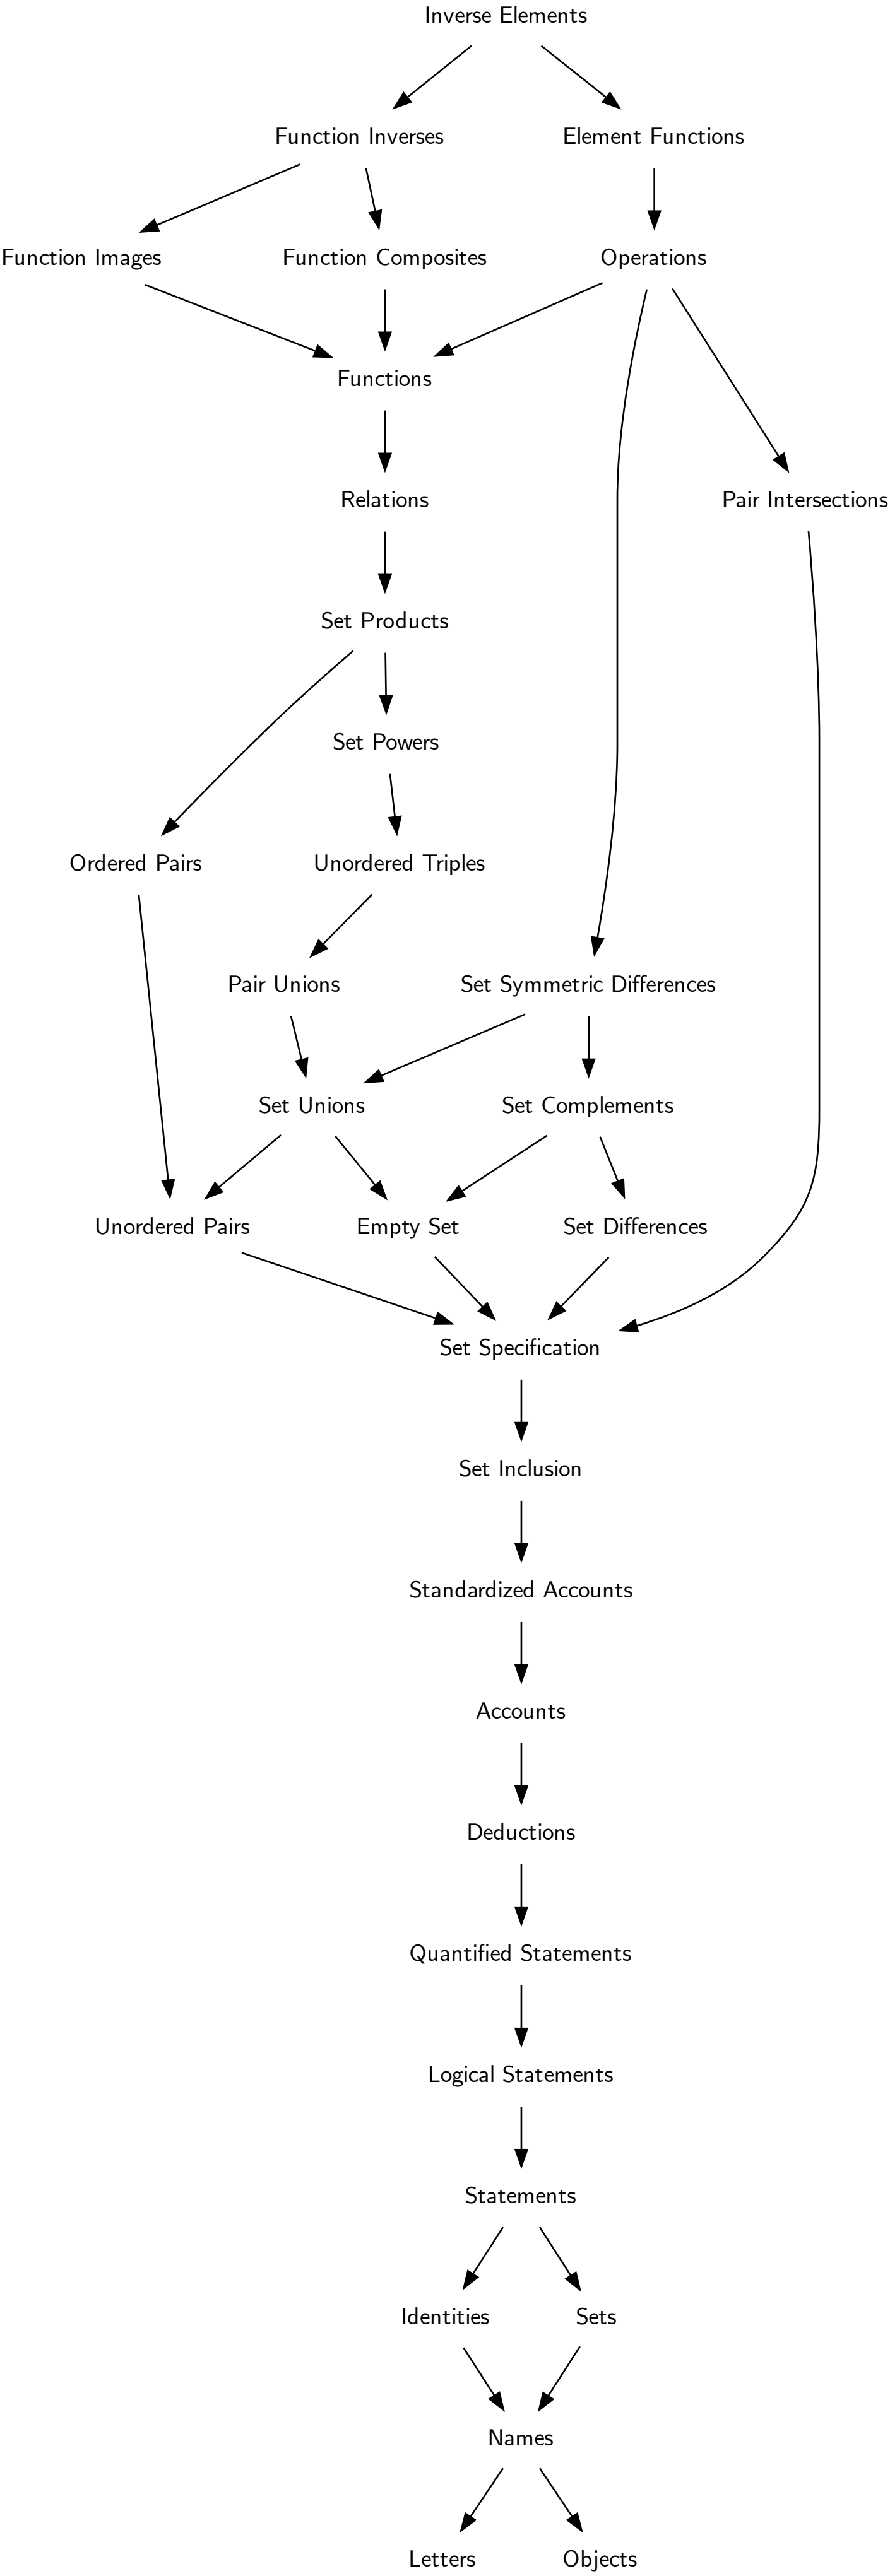 Inverse Elements
Function Inverses
Element Functions
Function Images
Function Composites
Operations
Functions
Relations
Pair Intersections
Set Products
Set Powers
Ordered Pairs
Unordered Triples
Pair Unions
Set Symmetric Differences
Set Unions
Set Complements
Unordered Pairs
Empty Set
Set Differences
Set Specification
Set Inclusion
Standardized Accounts
Accounts
Deductions
Quantified Statements
Logical Statements
Statements
Identities
Sets
Names
Letters
Objects